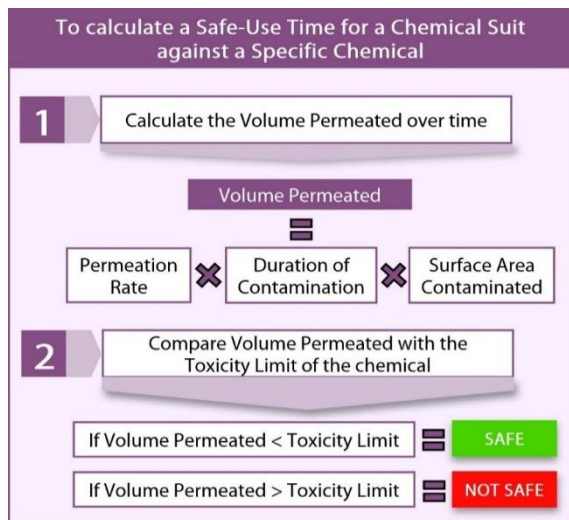 To calculate a Safe-Use Time for a Chemical Suit
against a Specific Chemical
1
Calculate the Volume Permeated over time
Volume Permeated
=
Permeation
Rate
×
Duration of
Contamination
×
Surface Area
Contaminated
2
Compare Volume Permeated with the
Toxicity Limit of the chemical
If Volume Permeated < Toxicity Limit = SAFE
If Volume Permeated > Toxicity Limit = NOT SAFE